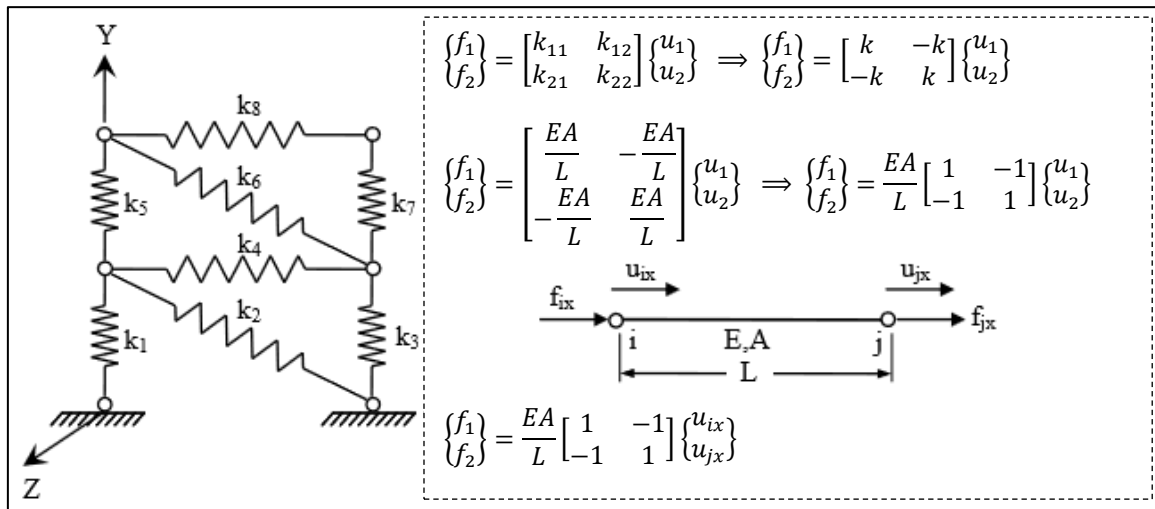 Y
k₈
k₆
k₅
k₇
k₄
k₂
k₁
k₃
Z
{f₁ f₂} = [k₁₁ k₁₂ k₂₁ k₂₂] {u₁ u₂} ⟹ {f₁ f₂} = [k −k −k k] {u₁ u₂}
{f₁ f₂} = [EA/L −EA/L −EA/L EA/L] {u₁ u₂} ⟹ {f₁ f₂} = EA/L [1 −1 −1 1] {u₁ u₂}
uᵢₓ uⱼₓ
fᵢₓ fⱼₓ
i E,A j
L
{f₁ f₂} = EA/L [1 −1 −1 1] {uᵢₓ uⱼₓ}